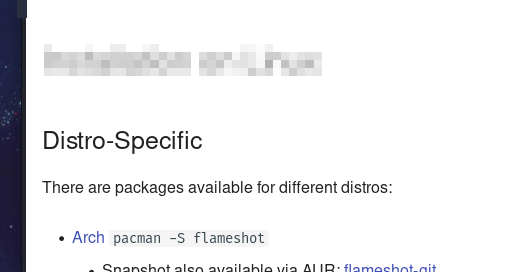 Distro-Specific
There are packages available for different distros:
• Arch pacman -S flameshot
• Snapshot also available via AUR: flameshot-git